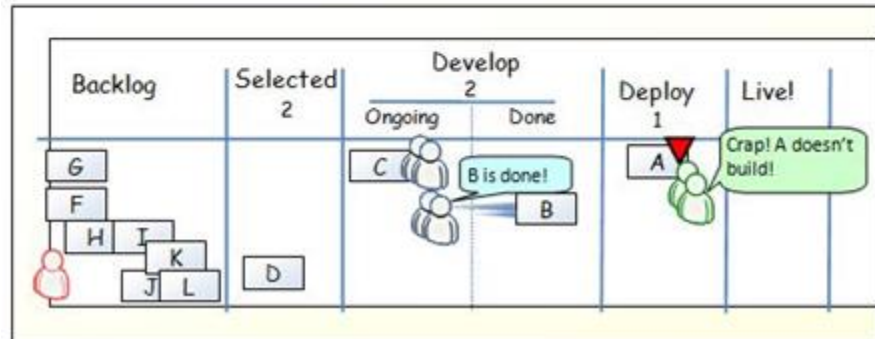 Backlog
Selected
2
Develop
2
Ongoing Done
Deploy
1
Live!
G
F
H I
K
J L
D
C
B is done!
B
A
Crap! A doesn't
build!